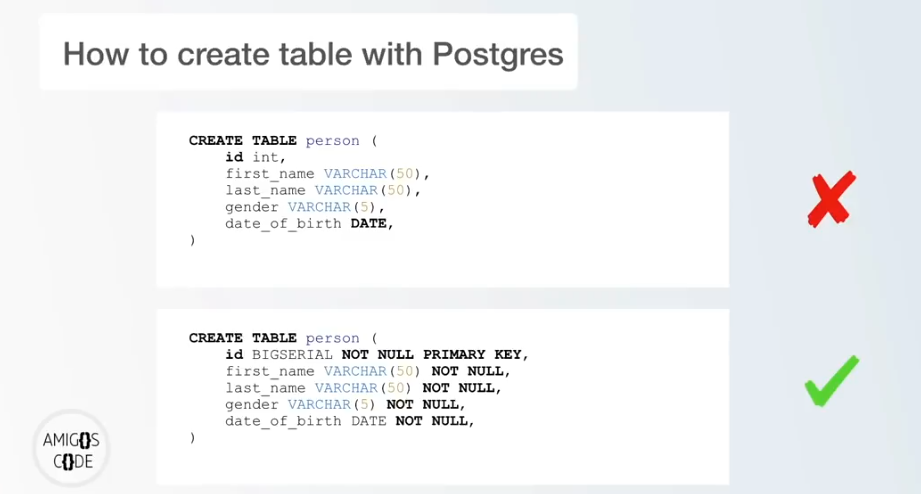 How to create table with Postgres
CREATE TABLE person (
id int,
first_name VARCHAR(50),
last_name VARCHAR(50),
gender VARCHAR(5),
date_of_birth DATE,
)
CREATE TABLE person (
id BIGSERIAL NOT NULL PRIMARY KEY,
first_name VARCHAR(50) NOT NULL,
last_name VARCHAR(50) NOT NULL,
gender VARCHAR(5) NOT NULL,
date_of_birth DATE NOT NULL,
)
AMIG{}S
C{}DE